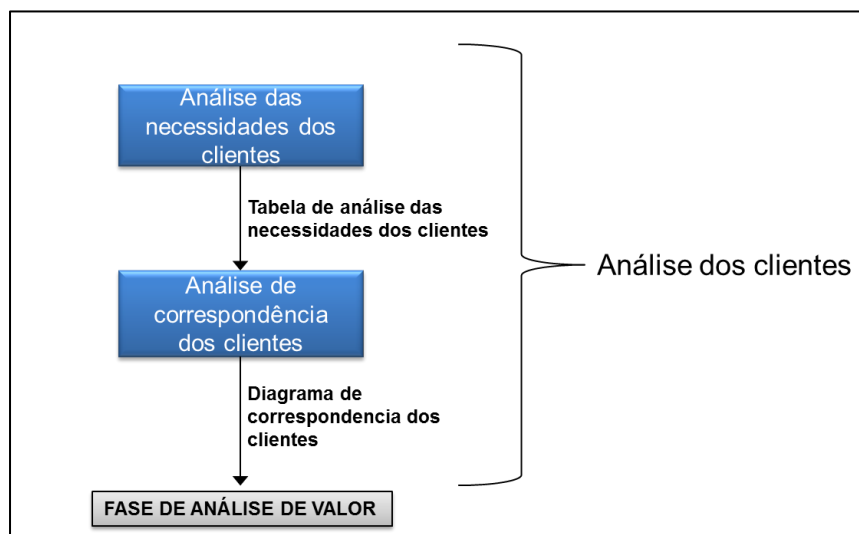 Análise das
necessidades dos
clientes
Tabela de análise das
necessidades dos clientes
Análise de
correspondência
dos clientes
Análise dos clientes
Diagrama de
correspondencia dos
clientes
FASE DE ANÁLISE DE VALOR